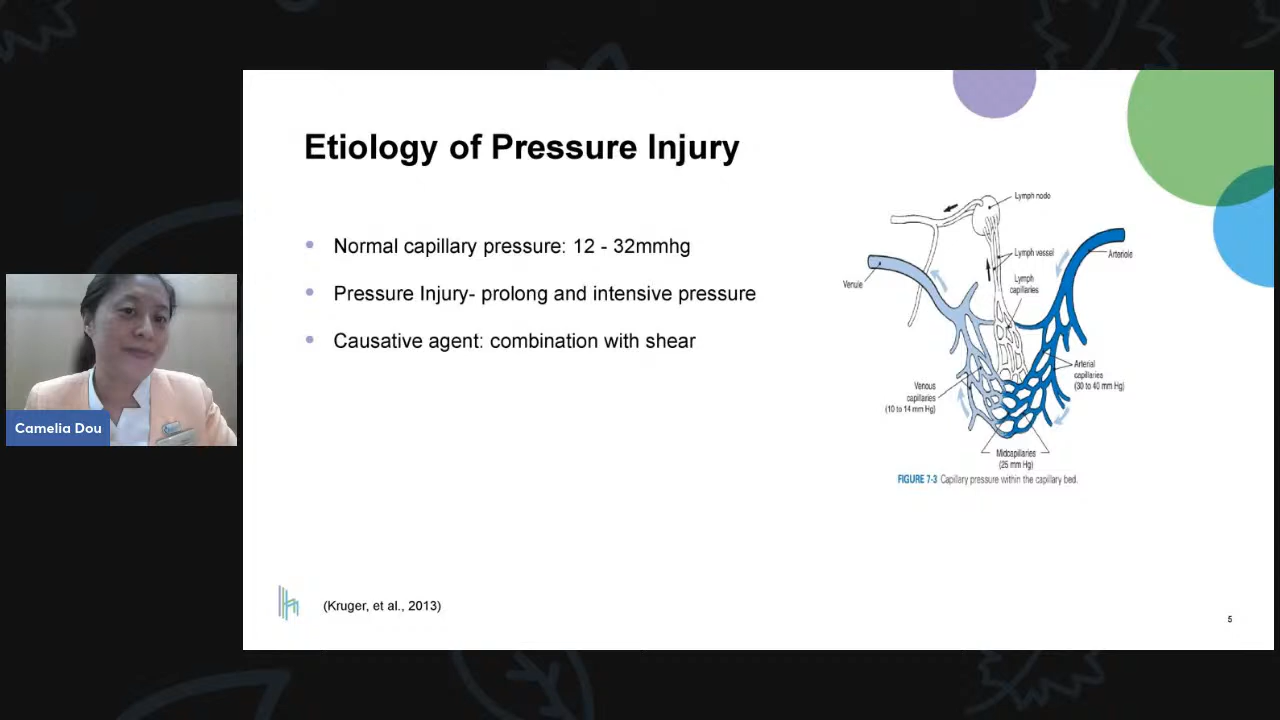 Etiology of Pressure Injury
Normal capillary pressure: 12 - 32mmhg
Pressure Injury- prolong and intensive pressure
Causative agent: combination with shear
Lymph node
Lymph vessel
Arteriole
Lymph
capillaries
Venule
Arterial
capillaries
(30 to 40 mm Hg)
Venous
capillaries
(10 to 14 mm Hg)
Midcapillaries
(25 mm Hg)
FIGURE 7-3 Capillary pressure within the capillary bed.
Camelia Dou
(Kruger, et al., 2013)
5